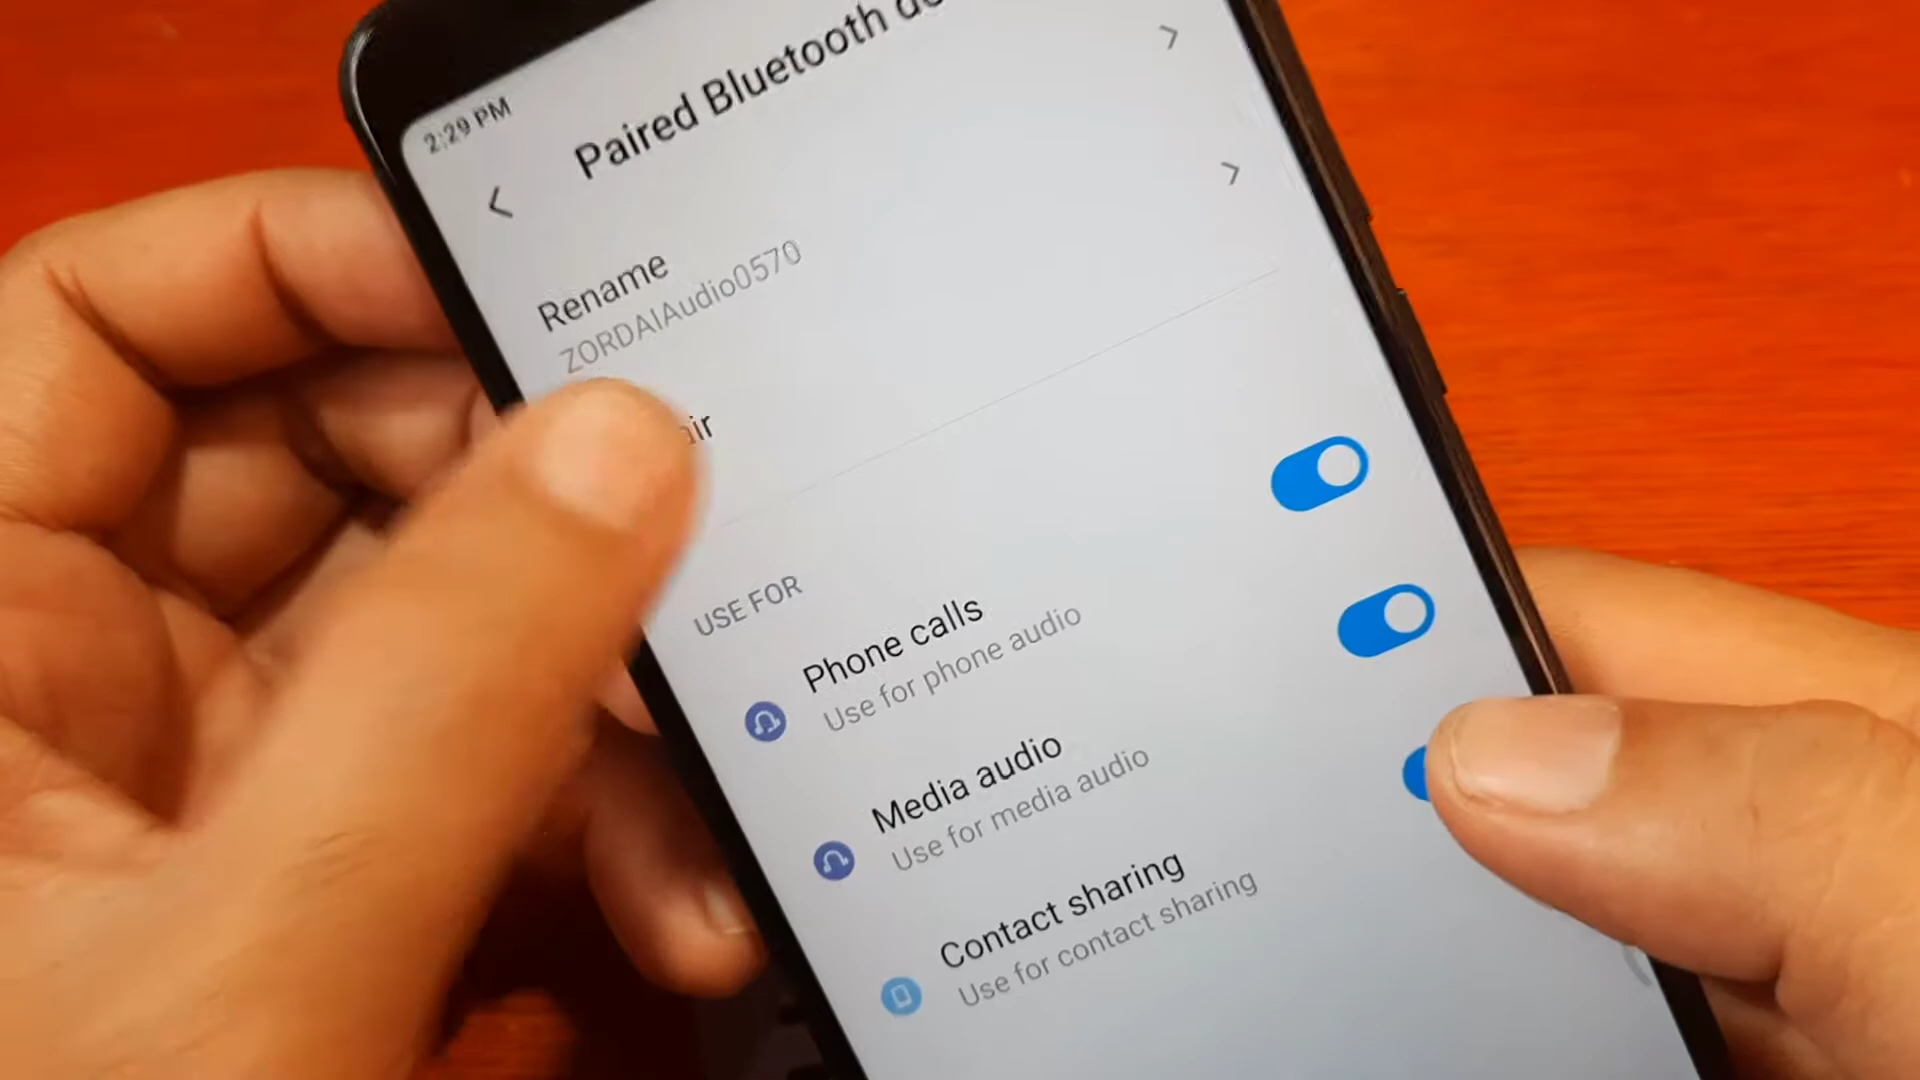 2:29 PM
Paired Bluetooth
Rename
ZORDAIAudio0570
USE FOR
Phone calls
Use for phone audio
Media audio
Use for media audio
Contact sharing
Use for contact sharing